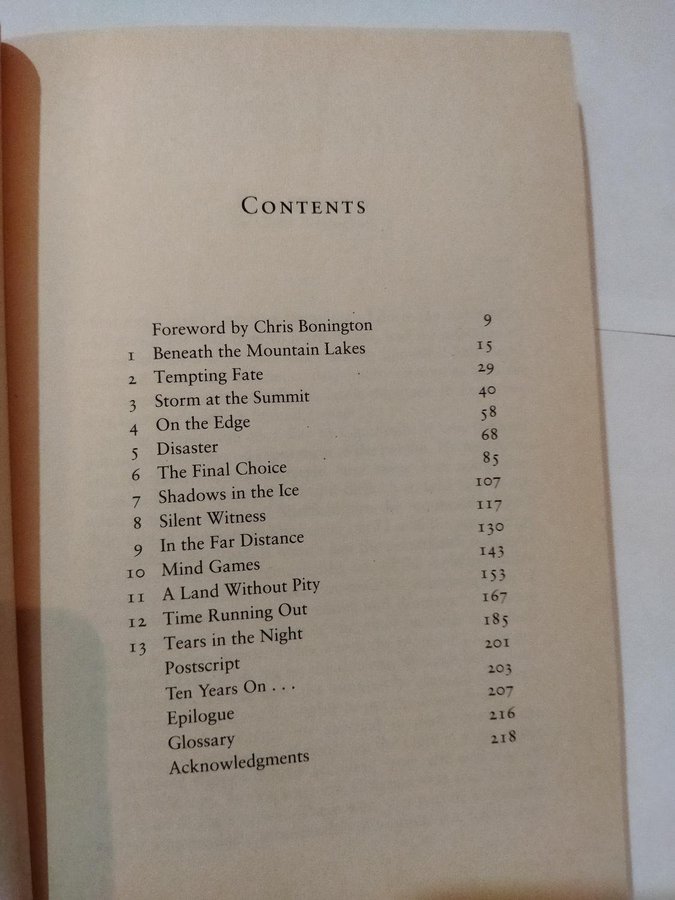 CONTENTS
Foreword by Chris Bonington 9
1 Beneath the Mountain Lakes 15
2 Tempting Fate 29
3 Storm at the Summit 40
4 On the Edge 58
5 Disaster 68
6 The Final Choice 85
7 Shadows in the Ice 107
8 Silent Witness 117
9 In the Far Distance 130
10 Mind Games 143
11 A Land Without Pity 153
12 Time Running Out 167
13 Tears in the Night 185
Postscript 201
Ten Years On . . . 203
Epilogue 207
Glossary 216
Acknowledgments 218